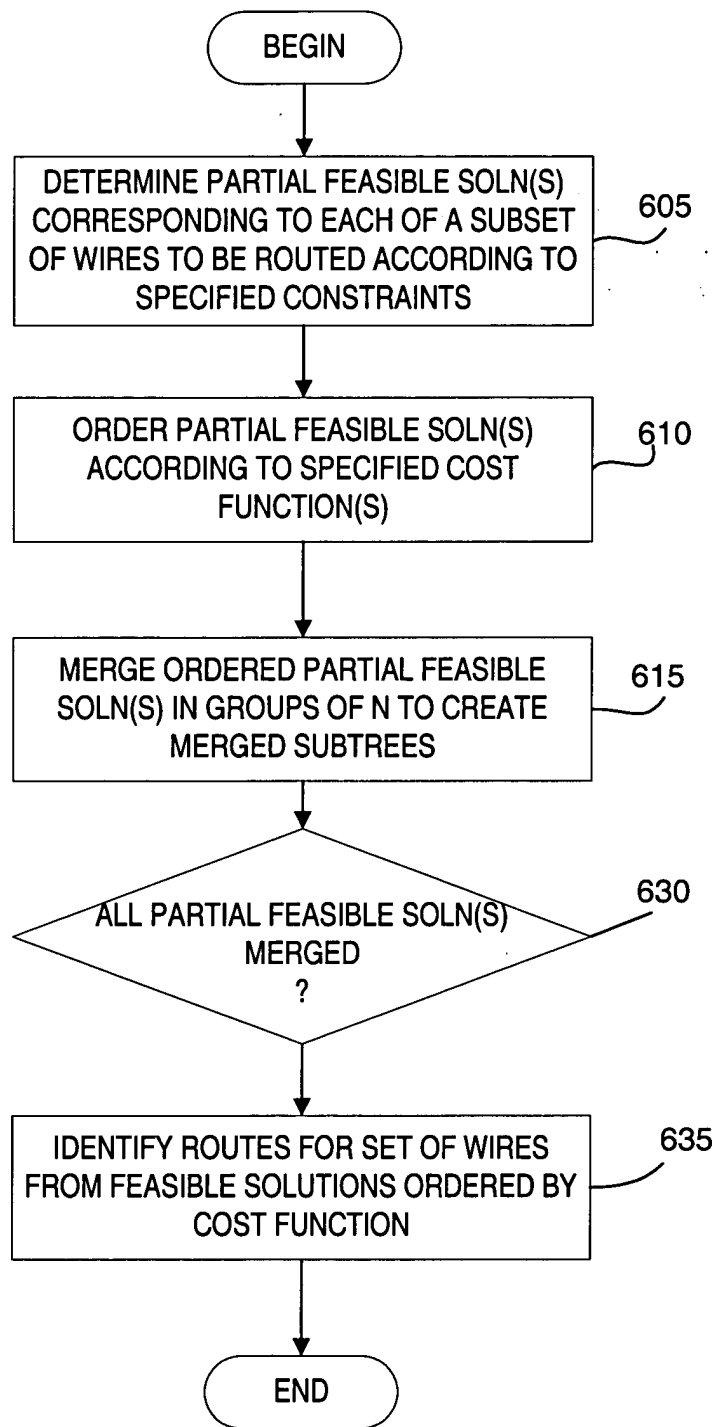 BEGIN
DETERMINE PARTIAL FEASIBLE SOLN(S)
CORRESPONDING TO EACH OF A SUBSET
OF WIRES TO BE ROUTED ACCORDING TO
SPECIFIED CONSTRAINTS
605
ORDER PARTIAL FEASIBLE SOLN(S)
ACCORDING TO SPECIFIED COST
FUNCTION(S)
610
MERGE ORDERED PARTIAL FEASIBLE
SOLN(S) IN GROUPS OF N TO CREATE
MERGED SUBTREES
615
ALL PARTIAL FEASIBLE SOLN(S)
MERGED
?
630
IDENTIFY ROUTES FOR SET OF WIRES
FROM FEASIBLE SOLUTIONS ORDERED BY
COST FUNCTION
635
END